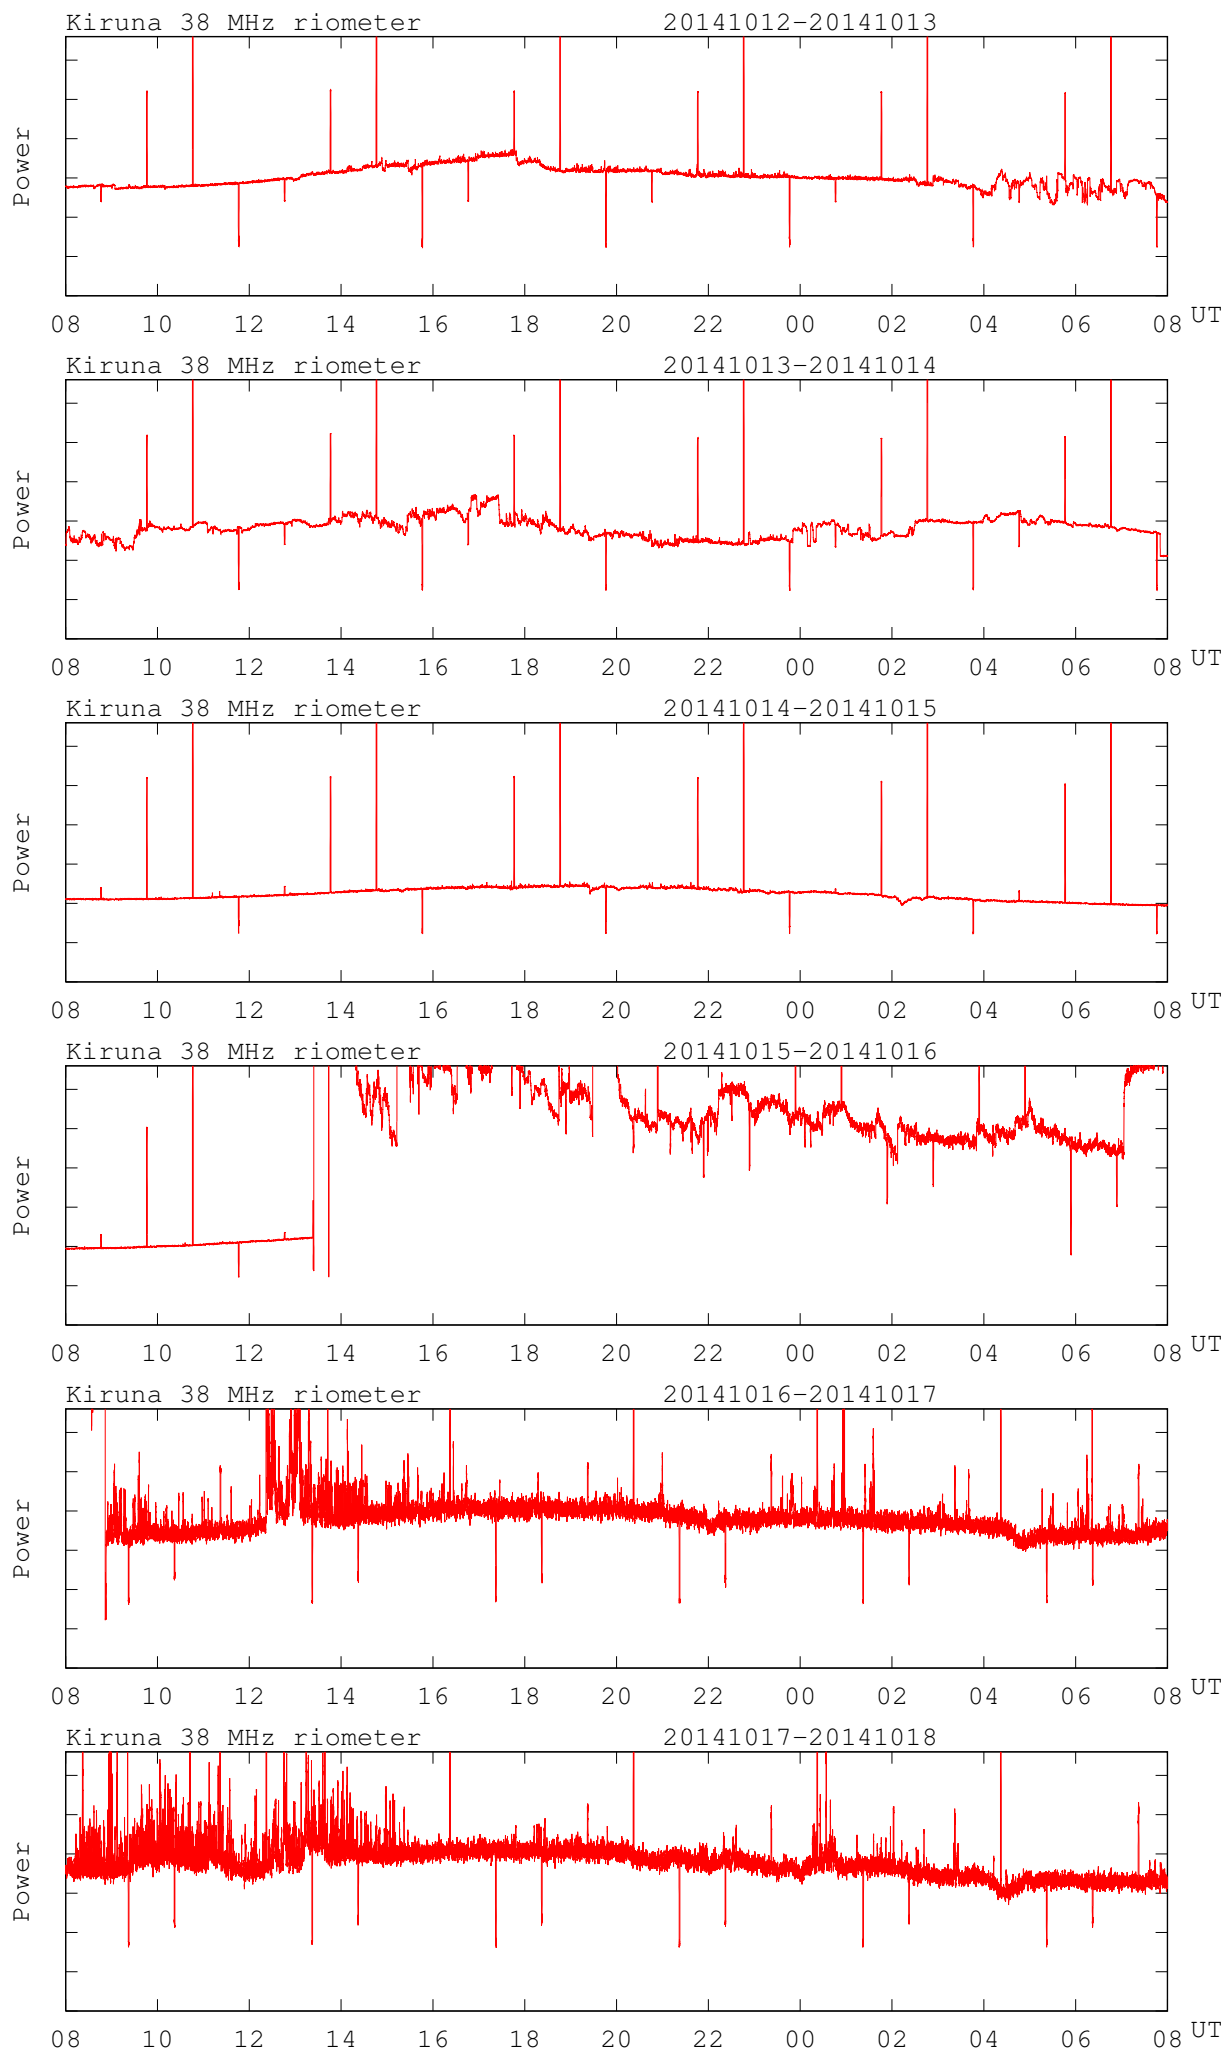 Kiruna 38 MHz riometer 20141012-20141013
Power
08 10 12 14 16 18 20 22 00 02 04 06 08 UT
Kiruna 38 MHz riometer 20141013-20141014
Power
08 10 12 14 16 18 20 22 00 02 04 06 08 UT
Kiruna 38 MHz riometer 20141014-20141015
Power
08 10 12 14 16 18 20 22 00 02 04 06 08 UT
Kiruna 38 MHz riometer 20141015-20141016
Power
08 10 12 14 16 18 20 22 00 02 04 06 08 UT
Kiruna 38 MHz riometer 20141016-20141017
Power
08 10 12 14 16 18 20 22 00 02 04 06 08 UT
Kiruna 38 MHz riometer 20141017-20141018
Power
08 10 12 14 16 18 20 22 00 02 04 06 08 UT